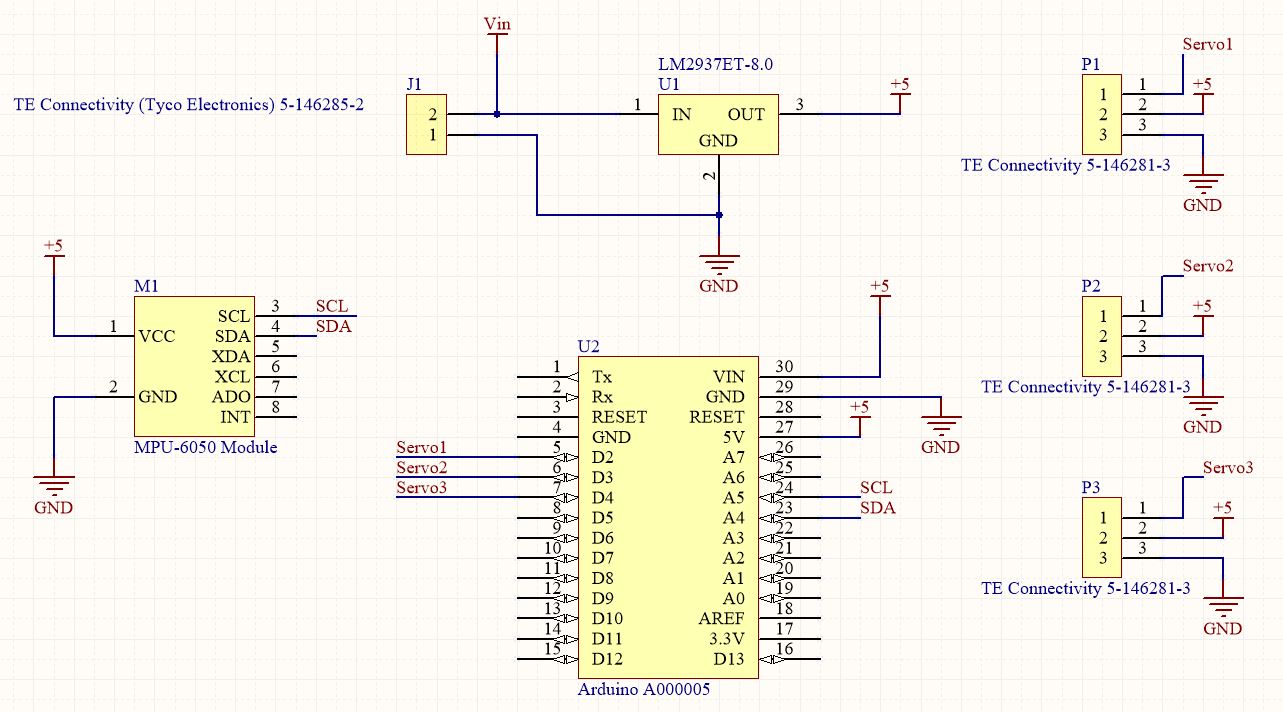 Vin
J1
TE Connectivity (Tyco Electronics) 5-146285-2
2
1
LM2937ET-8.0
U1
1 IN OUT 3
GND
2
+5
GND
P1
Servo1
1 1
2 2 +5
3 3
TE Connectivity 5-146281-3
GND
+5
M1
SCL 3 SCL
1 VCC SDA 4 SDA
XDA 5
XCL 6
2 GND ADO 7
INT 8
MPU-6050 Module
GND
P2
Servo2
1 1
2 2 +5
3 3
TE Connectivity 5-146281-3
GND
U2
+5
1 Tx VIN 30
2 Rx GND 29
3 RESET RESET 28
4 GND 5V 27 +5
GND
Servo1 5 D2 A7 26
Servo2 6 D3 A6 25
Servo3 7 D4 A5 24 SCL
8 D5 A4 23 SDA
9 D6 A3 22
10 D7 A2 21
11 D8 A1 20
12 D9 A0 19
13 D10 AREF 18
14 D11 3.3V 17
15 D12 D13 16
Arduino A000005
P3
Servo3
1 1
2 2 +5
3 3
TE Connectivity 5-146281-3
GND